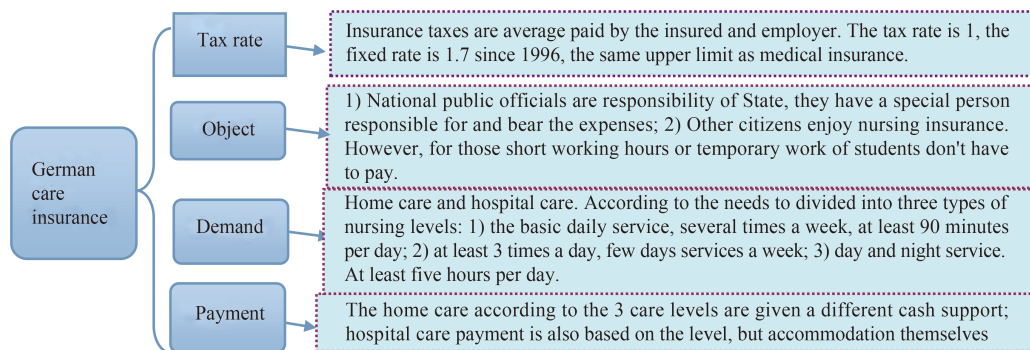 German
care
insurance
Tax rate
Insurance taxes are average paid by the insured and employer. The tax rate is 1, the
fixed rate is 1.7 since 1996, the same upper limit as medical insurance.
Object
1) National public officials are responsibility of State, they have a special person
responsible for and bear the expenses; 2) Other citizens enjoy nursing insurance.
However, for those short working hours or temporary work of students don't have
to pay.
Demand
Home care and hospital care. According to the needs to divided into three types of
nursing levels: 1) the basic daily service, several times a week, at least 90 minutes
per day; 2) at least 3 times a day, few days services a week; 3) day and night service.
At least five hours per day.
Payment
The home care according to the 3 care levels are given a different cash support;
hospital care payment is also based on the level, but accommodation themselves